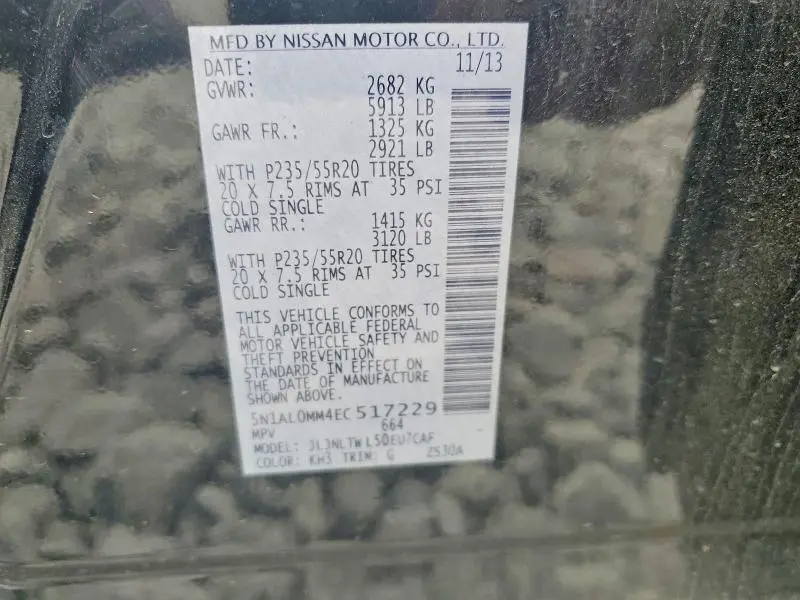 MFD BY NISSAN MOTOR CO., LTD.
DATE: 11/13
GVWR: 2682 KG
5913 LB
GAWR FR.: 1325 KG
2921 LB
WITH P235/55R20 TIRES
20 X 7.5 RIMS AT 35 PSI
COLD SINGLE
GAWR RR.: 1415 KG
3120 LB
WITH P235/55R20 TIRES
20 X 7.5 RIMS AT 35 PSI
COLD SINGLE
THIS VEHICLE CONFORMS TO
ALL APPLICABLE FEDERAL
MOTOR VEHICLE SAFETY AND
THEFT PREVENTION
STANDARDS IN EFFECT ON
THE DATE OF MANUFACTURE
SHOWN ABOVE.
5N1AL0MM4EC517229
MPV 664
MODEL:
COLOR: KH3 TRIM: G 2530A